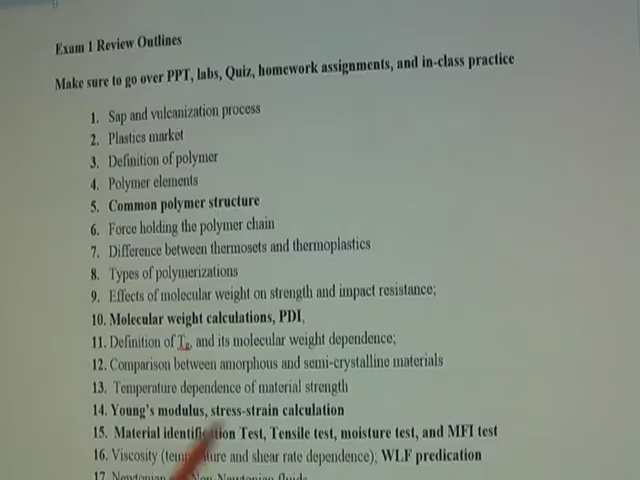 Exam 1 Review Outlines
Make sure to go over PPT, labs, Quiz, homework assignments, and in-class practice
1. Sap and vulcanization process
2. Plastics market
3. Definition of polymer
4. Polymer elements
5. Common polymer structure
6. Force holding the polymer chain
7. Difference between thermosets and thermoplastics
8. Types of polymerizations
9. Effects of molecular weight on strength and impact resistance;
10. Molecular weight calculations, PDI,
11. Definition of Tg, and its molecular weight dependence;
12. Comparison between amorphous and semi-crystalline materials
13. Temperature dependence of material strength
14. Young's modulus, stress-strain calculation
15. Material identification Test, Tensile test, moisture test, and MFI test
16. Viscosity (temperature and shear rate dependence); WLF predication
17. Newtonian Non-Newtonian fluids